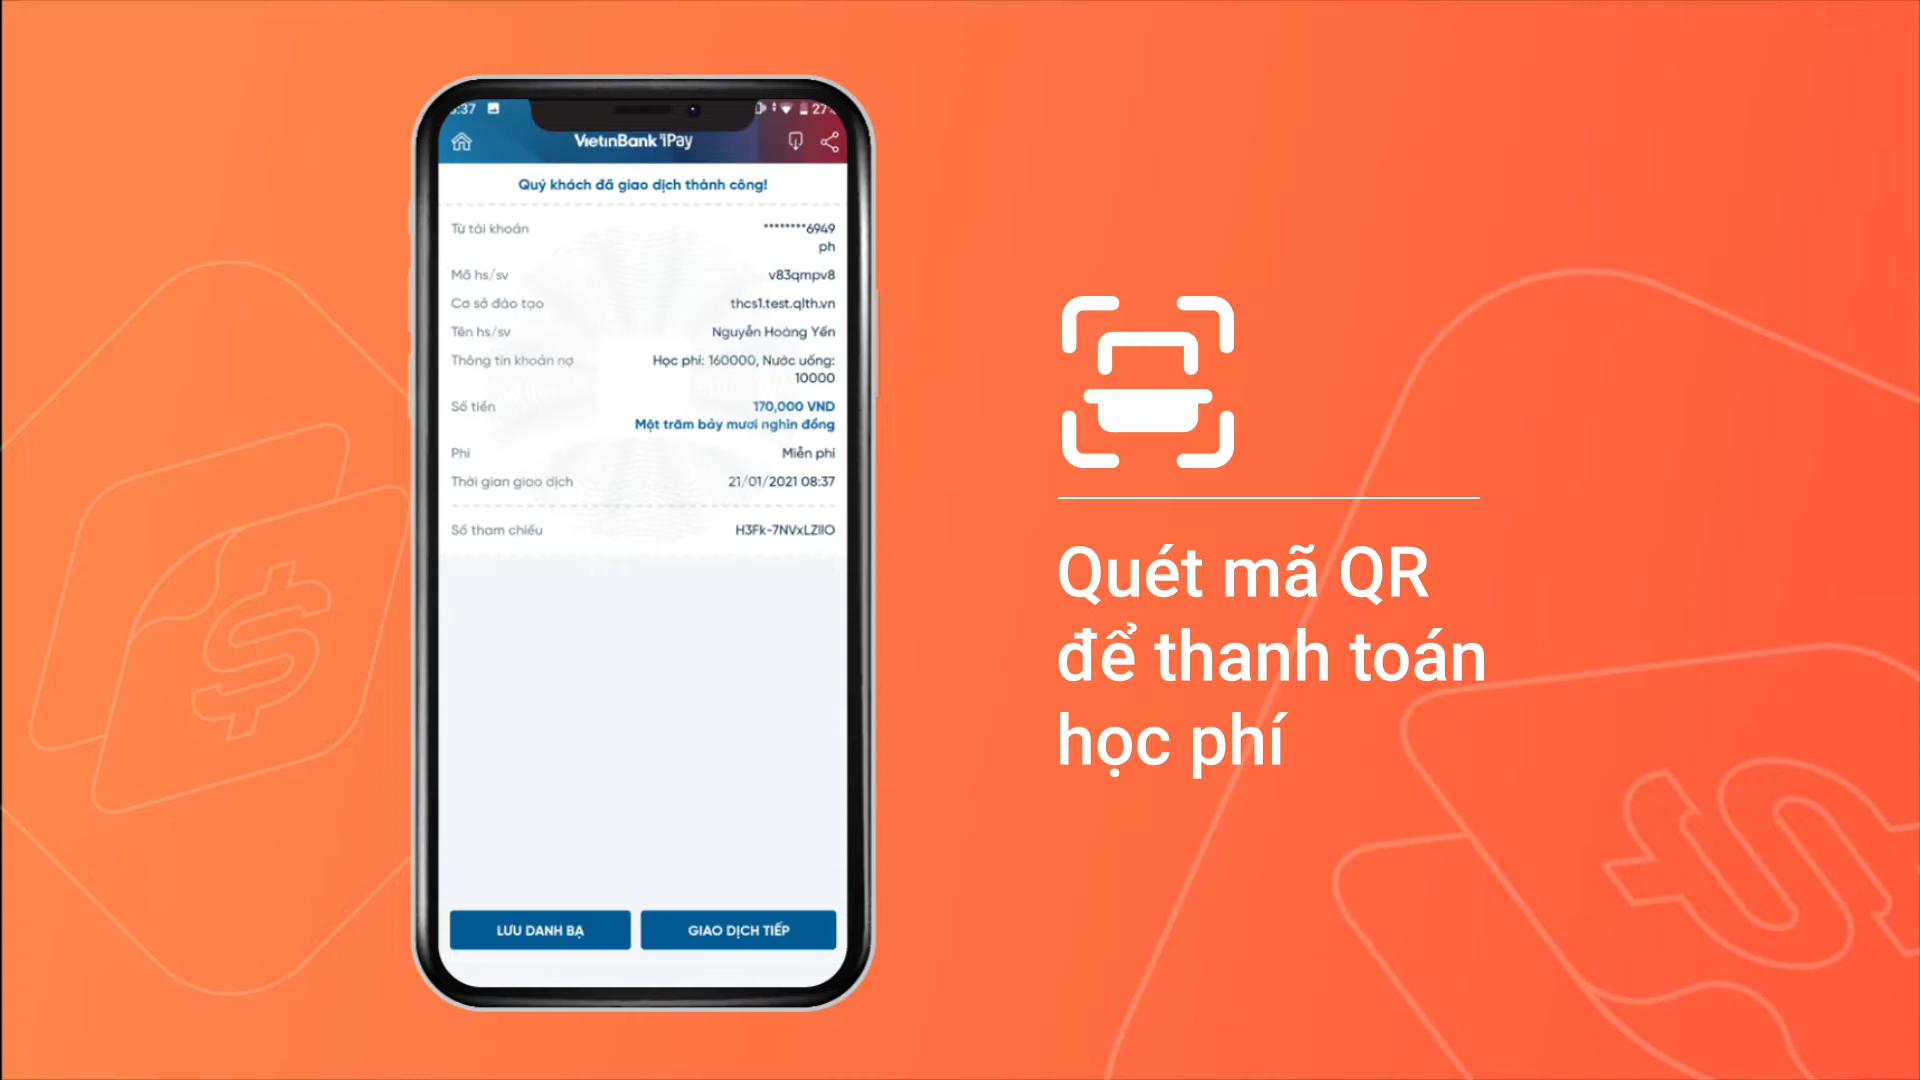 :37
27
VietinBank iPay
Quý khách đã giao dịch thành công!
Từ tài khoản ********6949
ph
Mã hs/sv v83qmpv8
Cơ sở đào tạo thcs1.test.qlth.vn
Tên hs/sv Nguyễn Hoàng Yến
Thông tin khoản nợ Học phí: 160000, Nước uống:
10000
Số tiền 170,000 VND
Một trăm bảy mươi nghìn đồng
Phí Miễn phí
Thời gian giao dịch 21/01/2021 08:37
Số tham chiếu
LƯU DANH BẠ GIAO DỊCH TIẾP
Quét mã QR
để thanh toán
học phí